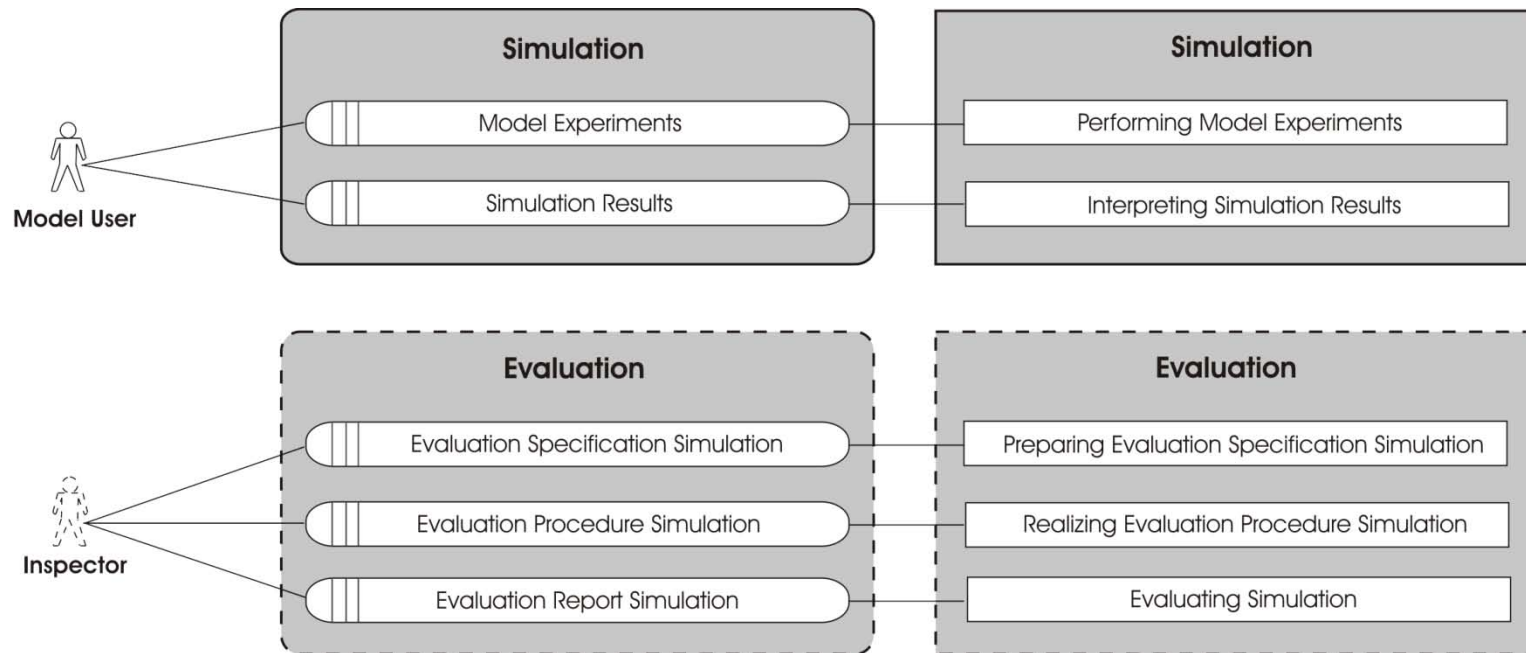 Simulation
Simulation
Model Experiments
Performing Model Experiments
Simulation Results
Interpreting Simulation Results
Model User
Evaluation
Evaluation
Evaluation Specification Simulation
Preparing Evaluation Specification Simulation
Evaluation Procedure Simulation
Realizing Evaluation Procedure Simulation
Inspector
Evaluation Report Simulation
Evaluating Simulation